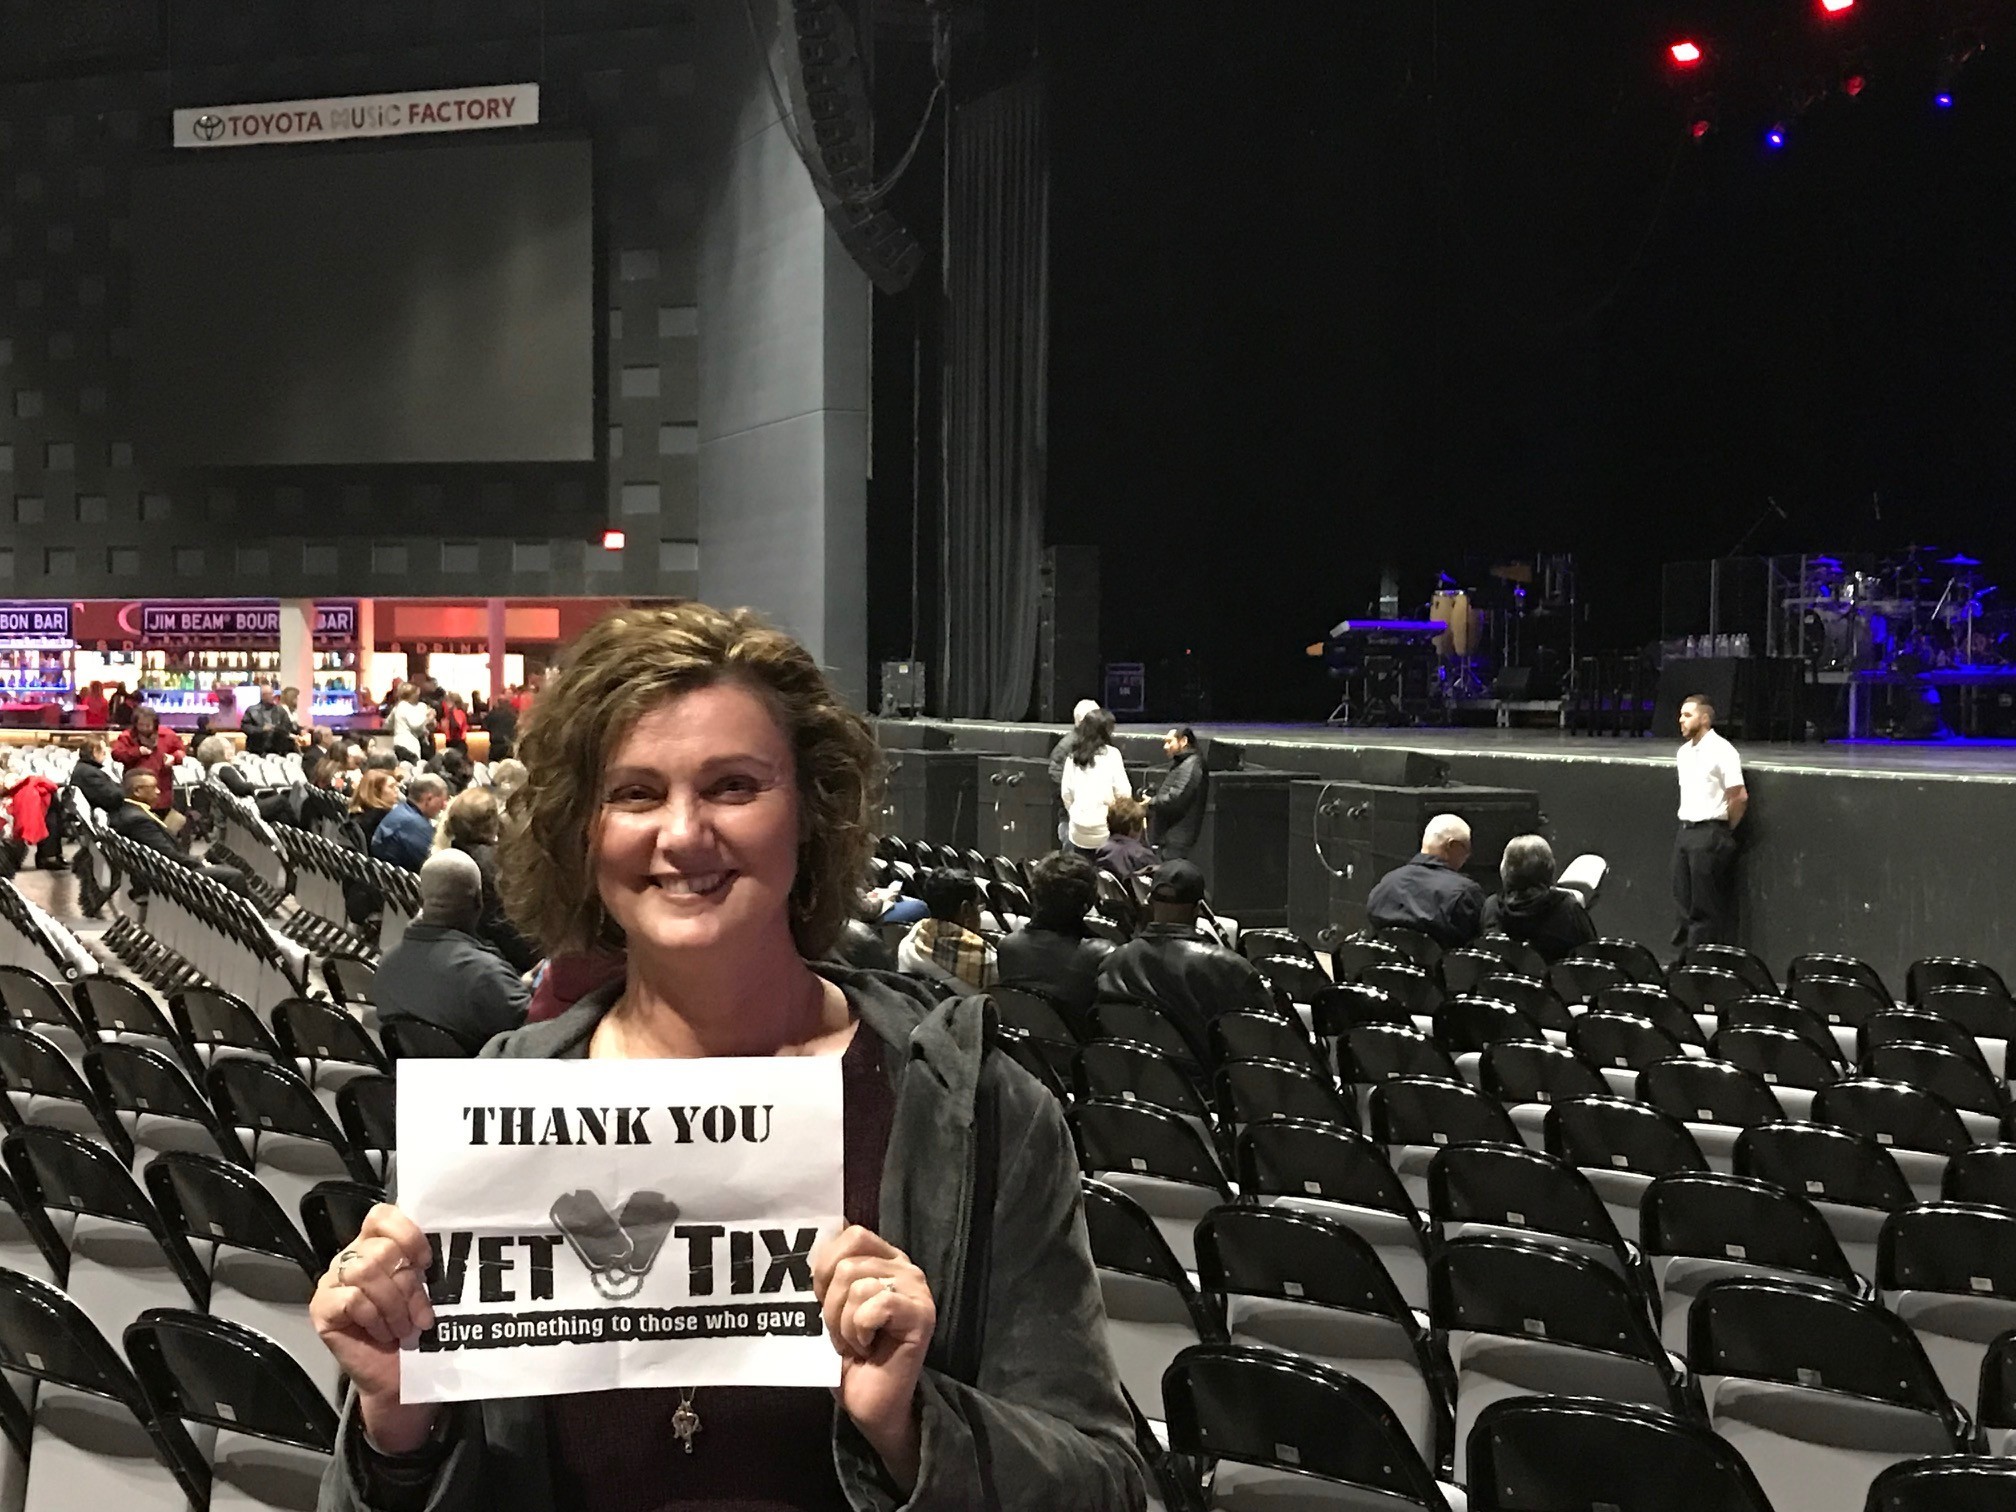 TOYOTA MUSiC FACTORY
BON BAR
JIM BEAM® BOUR BAR
& DRINK
THANK YOU
VET TIX
Give something to those who gave